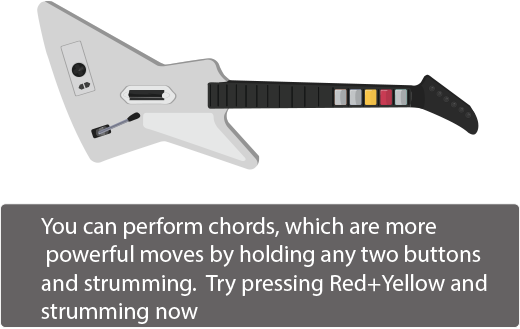 You can perform chords, which are more
powerful moves by holding any two buttons
and strumming.  Try pressing Red+Yellow and
strumming now